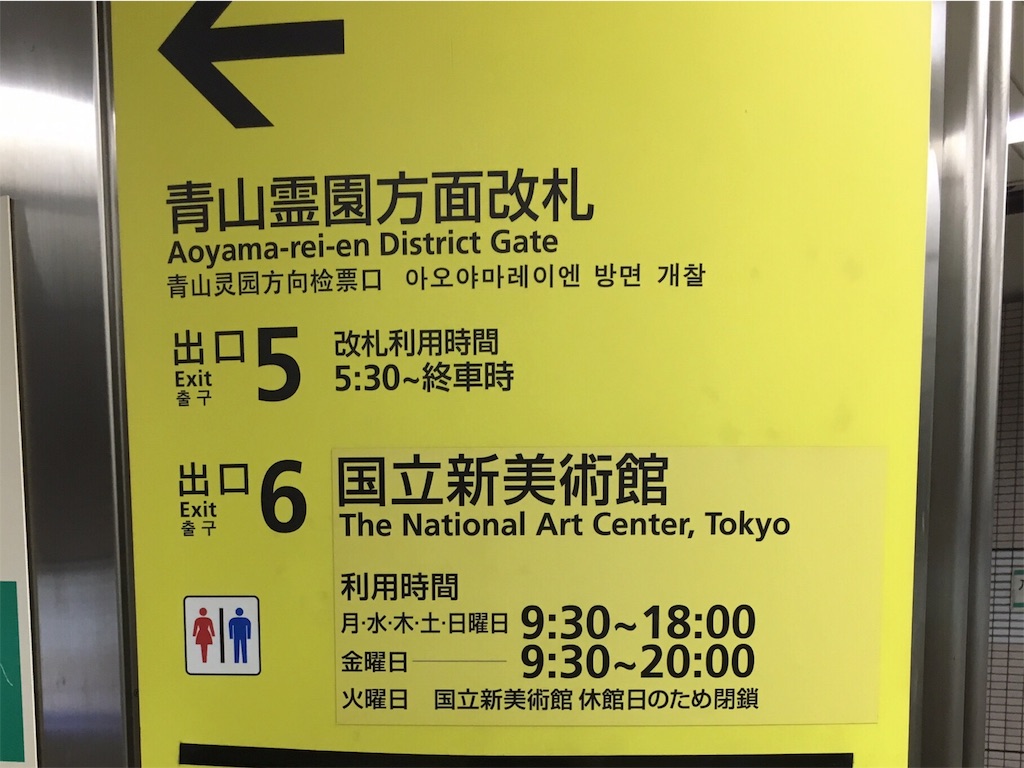 青山霊園方面改札
Aoyama-rei-en District Gate
青山灵园方向检票口 아오야마레이엔 방면 개찰
出口 5
Exit
출구
改札利用時間
5:30~終車時
出口 6
Exit
출구
国立新美術館
The National Art Center, Tokyo
利用時間
月·水·木·土·日曜日 9:30~18:00
金曜日 9:30~20:00
火曜日 国立新美術館 休館日のため閉鎖